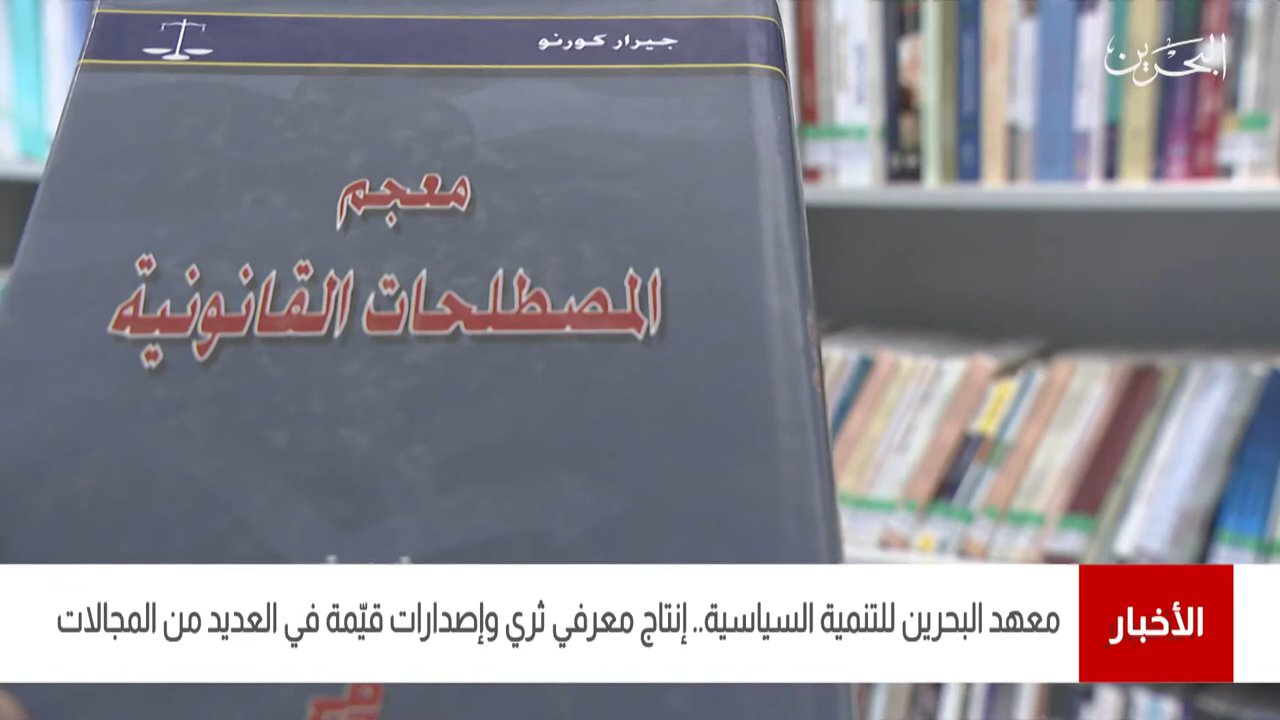 جيرار كورنو
البحرين
معجم
المصطلحات القانونية
الأخبار
معهد البحرين للتنمية السياسية.. إنتاج معرفي ثري وإصدارات قيّمة في العديد من المجالات